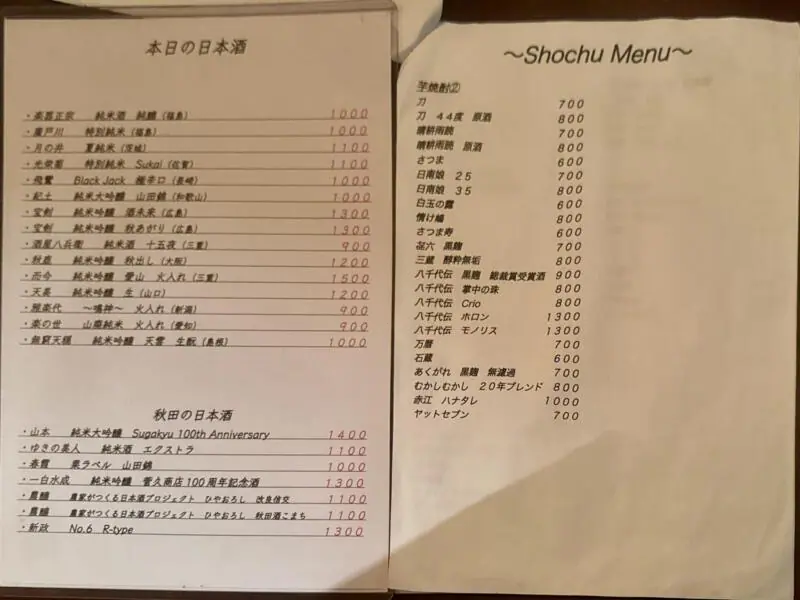 本日の日本酒
・楽器正宗 純米酒 純醸(福島) 1000
・廣戸川 特別純米(福島) 1000
・月の井 夏純米(茨城) 1100
・光栄菊 特別純米 Sukai(佐賀) 1100
・飛鸞 Black Jack 極辛口(長崎) 1000
・紀土 純米大吟醸 山田錦(和歌山) 1000
・宝剣 純米吟醸 酒未来(広島) 1300
・宝剣 純米吟醸 秋あがり(広島) 1300
・酒屋八兵衛 純米酒 十五夜(三重) 900
・秋鹿 純米吟醸 秋出し(大阪) 1200
・而今 純米吟醸 愛山 火入れ(三重) 1500
・天美 純米吟醸 生(山口) 1200
・雅楽代 ～鳴神～ 火入れ(新潟) 900
・楽の世 山廃純米 火入れ(愛知) 900
・無窮天穏 純米吟醸 天雲 生酛(島根) 1000
秋田の日本酒
・山本 純米大吟醸 Sugakyu 100th Anniversary 1400
・ゆきの美人 純米酒 エクストラ 1100
・春霞 栗ラベル 山田錦 1000
・一白水成 純米吟醸 菅久商店100周年記念酒 1300
・農醸 農家がつくる日本酒プロジェクト ひやおろし 改良信交 1100
・農醸 農家がつくる日本酒プロジェクト ひやおろし 秋田酒こまち 1100
・新政 No.6 R-type 1300
～Shochu Menu～
芋焼酎②
刀 700
刀 44度 原酒 800
晴耕雨読 700
晴耕雨読 原酒 800
さつま 600
日南娘 25 700
日南娘 35 800
白玉の露 600
情け嶋 800
さつま寿 600
㐂六 黒麹 700
三蔵 醇粋無垢 800
八千代伝 黒麹 総裁賞受賞酒 900
八千代伝 掌中の珠 800
八千代伝 Crio 800
八千代伝 ホロン 1300
八千代伝 モノリス 1300
万暦 700
石蔵 600
あくがれ 黒麹 無濾過 700
むかしむかし 20年ブレンド 800
赤江 ハナタレ 1000
ヤットセブン 700